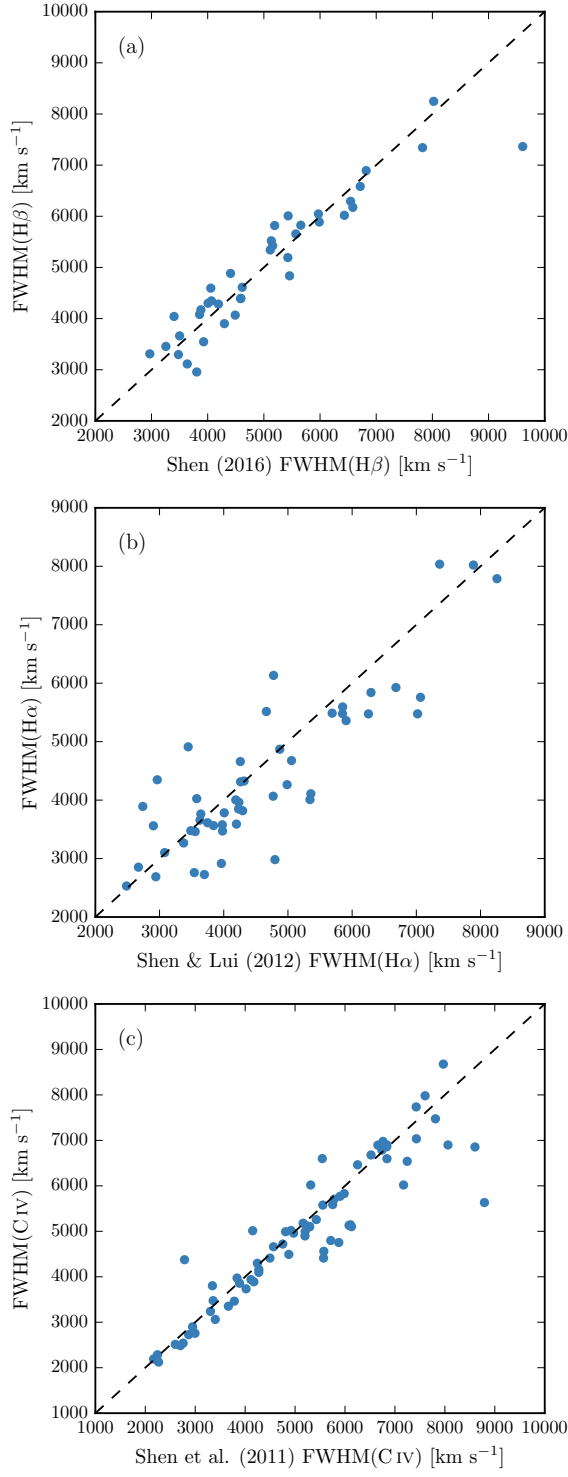 10000
(a)
9000
8000
7000
6000
5000
4000
3000
2000
FWHM(Hβ) [km s⁻¹]
2000 3000 4000 5000 6000 7000 8000 9000 10000
Shen (2016) FWHM(Hβ) [km s⁻¹]
9000
(b)
8000
7000
6000
5000
4000
3000
2000
FWHM(Hα) [km s⁻¹]
2000 3000 4000 5000 6000 7000 8000 9000
Shen & Lui (2012) FWHM(Hα) [km s⁻¹]
10000
(c)
9000
8000
7000
6000
5000
4000
3000
2000
1000
FWHM(C IV) [km s⁻¹]
1000 2000 3000 4000 5000 6000 7000 8000 9000 10000
Shen et al. (2011) FWHM(C IV) [km s⁻¹]